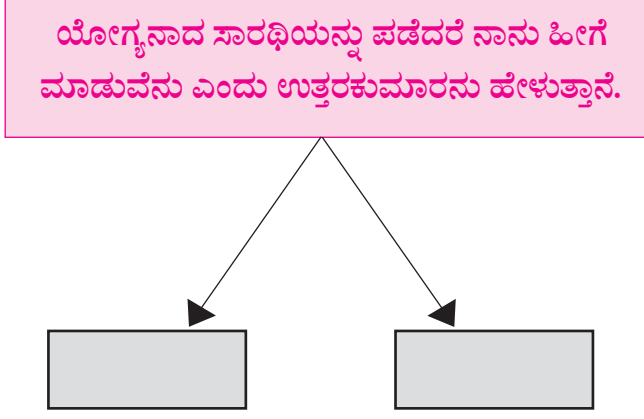 ಯೋಗ್ಯನಾದ ಸಾರಥಿಯನ್ನು ಪಡೆದರೆ ನಾನು ಹೀಗೆ
ಮಾಡುವೆನು ಎಂದು ಉತ್ತರಕುಮಾರನು ಹೇಳುತ್ತಾನೆ.